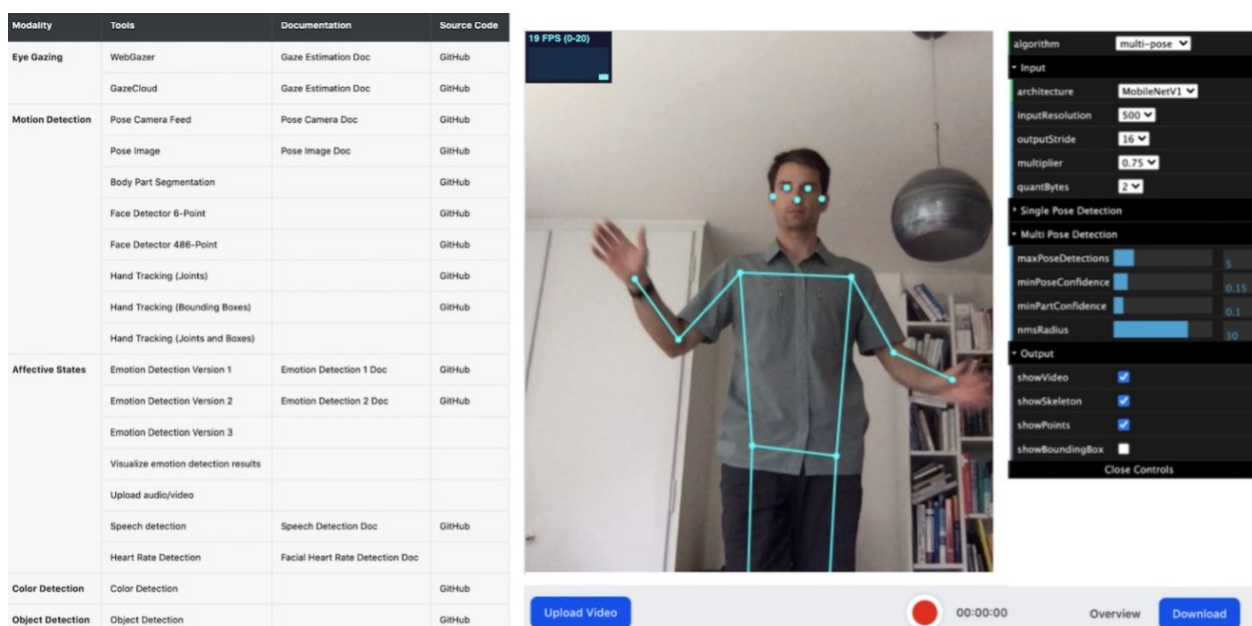 Modality Tools Documentation Source Code
Eye Gazing WebGazer Gaze Estimation Doc GitHub
GazeCloud Gaze Estimation Doc GitHub
Motion Detection Pose Camera Feed Pose Camera Doc GitHub
Pose Image Pose Image Doc GitHub
Body Part Segmentation GitHub
Face Detector 6-Point GitHub
Face Detector 486-Point GitHub
Hand Tracking (Joints) GitHub
Hand Tracking (Bounding Boxes) GitHub
Hand Tracking (Joints and Boxes)
Affective States Emotion Detection Version 1 Emotion Detection 1 Doc GitHub
Emotion Detection Version 2 Emotion Detection 2 Doc GitHub
Emotion Detection Version 3
Visualize emotion detection results
Upload audio/video
Speech detection Speech Detection Doc GitHub
Heart Rate Detection Facial Heart Rate Detection Doc
Color Detection Color Detection GitHub
Object Detection Object Detection GitHub
19 FPS (0-20)
algorithm multi-pose
Input
architecture MobileNetV1
inputResolution 500
outputStride 16
multiplier 0.75
quantBytes 2
Single Pose Detection
Multi Pose Detection
maxPoseDetections 5
minPoseConfidence 0.15
minPartConfidence 0.1
nmsRadius 30
Output
showVideo
showSkeleton
showPoints
showBoundingBox
Close Controls
Upload Video 00:00:00 Overview Download